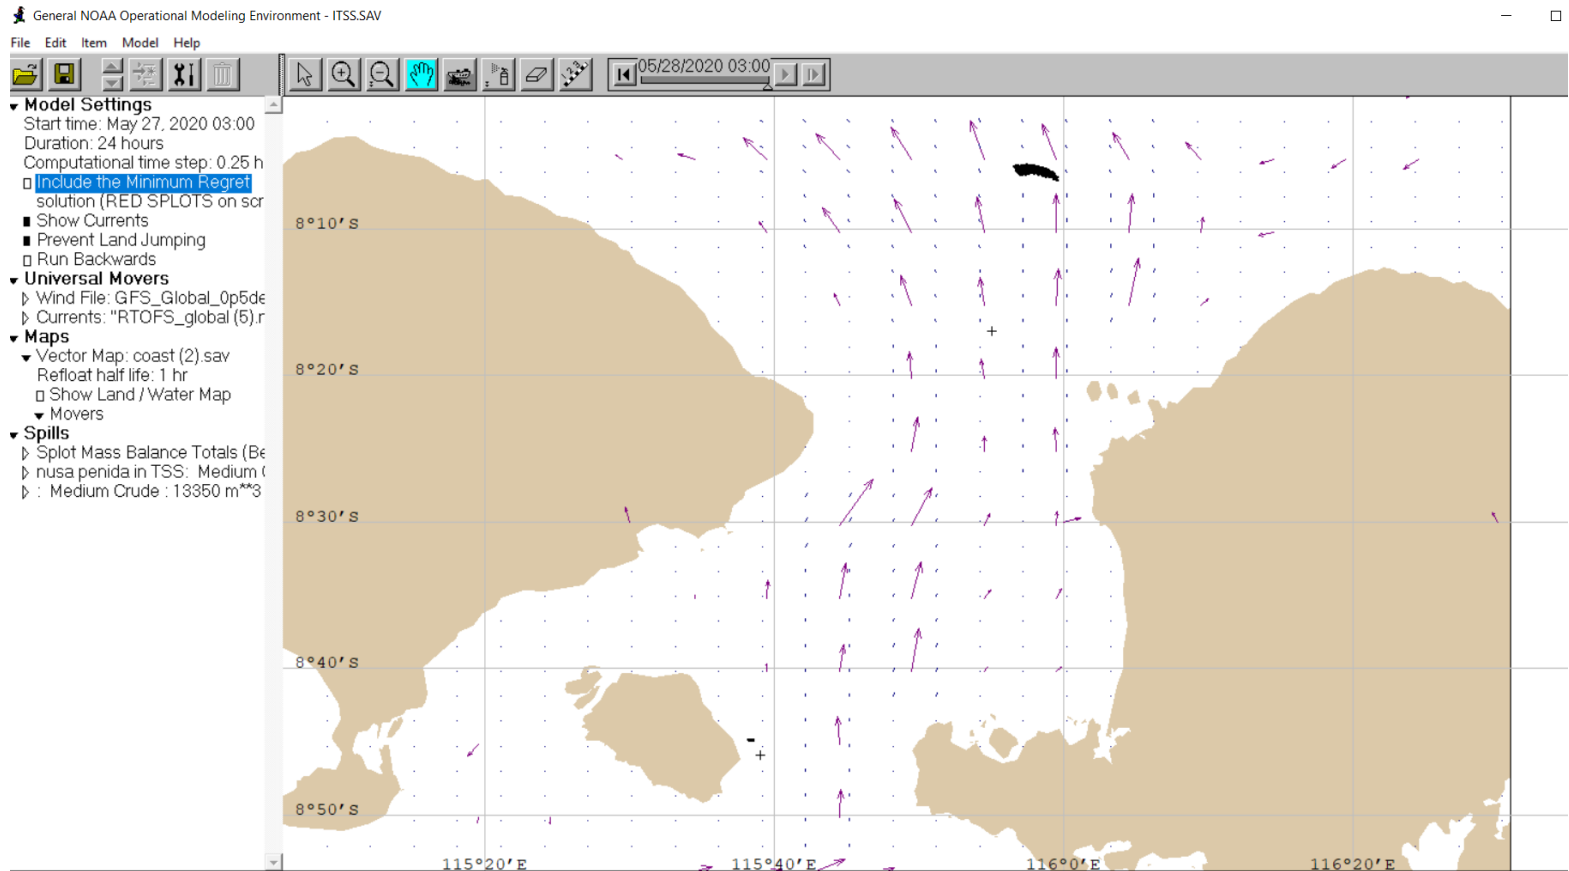 General NOAA Operational Modeling Environment - ITSS.SAV
File Edit Item Model Help
05/28/2020 03:00
Model Settings
Start time: May 27, 2020 03:00
Duration: 24 hours
Computational time step: 0.25 h
Include the Minimum Regret
solution (RED SPLOTS on scr
Show Currents
Prevent Land Jumping
Run Backwards
Universal Movers
Wind File: GFS_Global_0p5de
Currents: "RTOFS_global (5).r
Maps
Vector Map: coast (2).sav
Refloat half life: 1 hr
Show Land / Water Map
Movers
Spills
Splot Mass Balance Totals (Be
nusa penida in TSS: Medium C
: Medium Crude : 13350 m**3
8°10'S
8°20'S
8°30'S
8°40'S
8°50'S
115°20'E 115°40'E 116°0'E 116°20'E